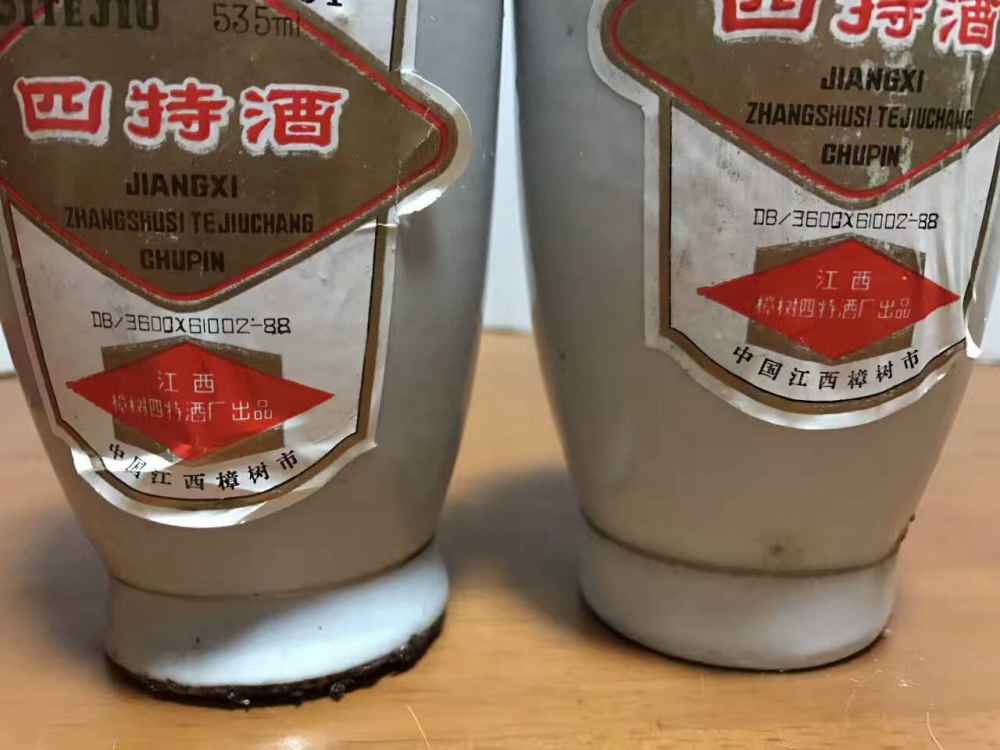 SITEJIU
535ml
四特酒
JIANGXI
ZHANGSHUSI TEJIUCHANG
CHUPIN
DB/3600X61002-88
江西
樟树四特酒厂出品
中国江西樟树市
四特酒
JIANGXI
ZHANGSHUSI TEJIUCHANG
CHUPIN
DB/3600X61002-88
江西
樟树四特酒厂出品
中国江西樟树市